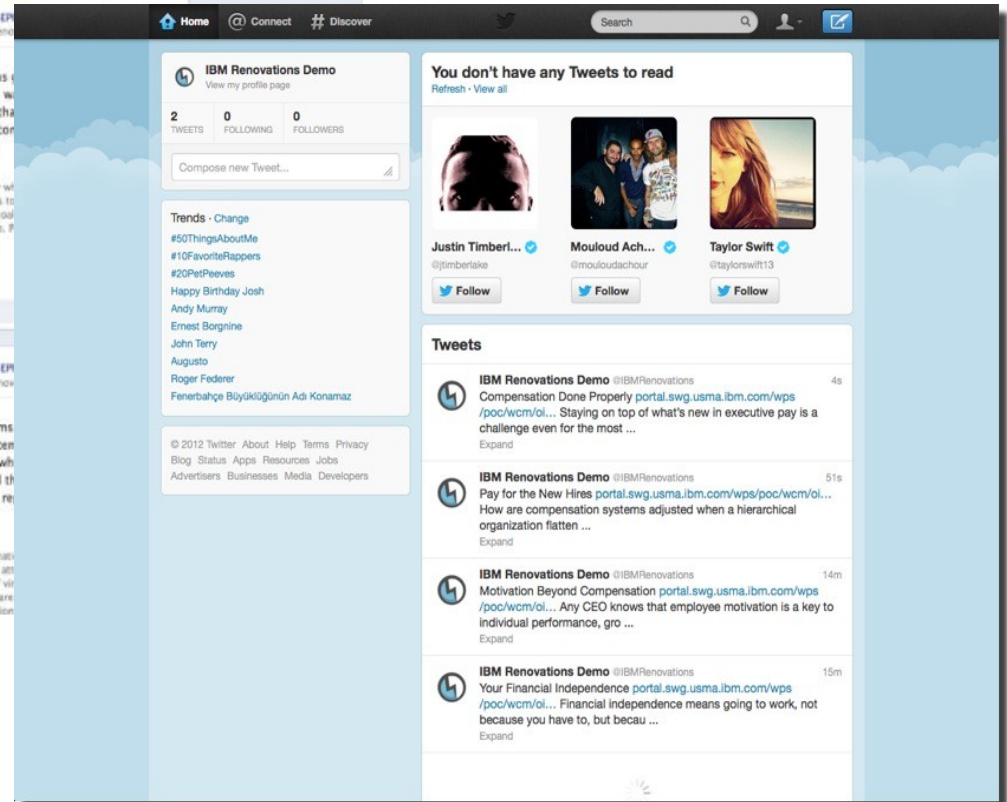 Home
Connect
# Discover
Search
IBM Renovations Demo
View my profile page
2
TWEETS
0
FOLLOWING
0
FOLLOWERS
Compose new Tweet...
Trends · Change
#50ThingsAboutMe
#10FavoriteRappers
#20PetPeeves
Happy Birthday Josh
Andy Murray
Ernest Borgnine
John Terry
Augusto
Roger Federer
Fenerbahçe Büyüklüğünün Adı Konamaz
© 2012 Twitter About Help Terms Privacy
Blog Status Apps Resources Jobs
Advertisers Businesses Media Developers
You don't have any Tweets to read
Refresh · View all
Justin Timberl...
@jtimberlake
Follow
Mouloud Ach...
@mouloudachour
Follow
Taylor Swift
@taylorswift13
Follow
Tweets
IBM Renovations Demo @IBMRenovations 4s
Compensation Done Properly portal.swg.usma.ibm.com/wps
/poc/wcm/oi... Staying on top of what's new in executive pay is a
challenge even for the most ...
Expand
IBM Renovations Demo @IBMRenovations 51s
Pay for the New Hires portal.swg.usma.ibm.com/wps/poc/wcm/oi...
How are compensation systems adjusted when a hierarchical
organization flatten ...
Expand
IBM Renovations Demo @IBMRenovations 14m
Motivation Beyond Compensation portal.swg.usma.ibm.com/wps
/poc/wcm/oi... Any CEO knows that employee motivation is a key to
individual performance, gro ...
Expand
IBM Renovations Demo @IBMRenovations 15m
Your Financial Independence portal.swg.usma.ibm.com/wps
/poc/wcm/oi... Financial independence means going to work, not
because you have to, but becau ...
Expand